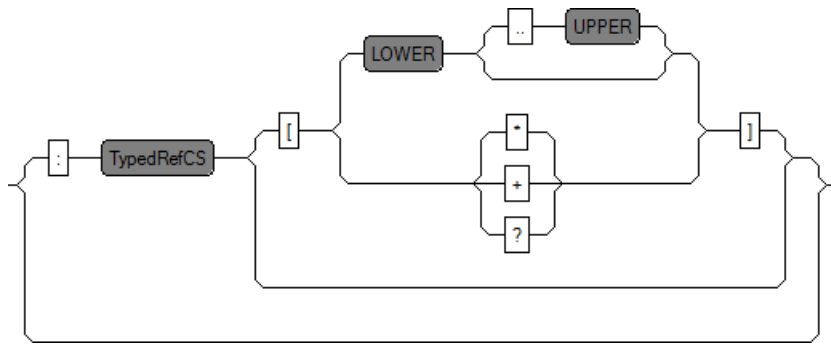 .. UPPER
LOWER
[ * ]
: TypedRefCS
+
?